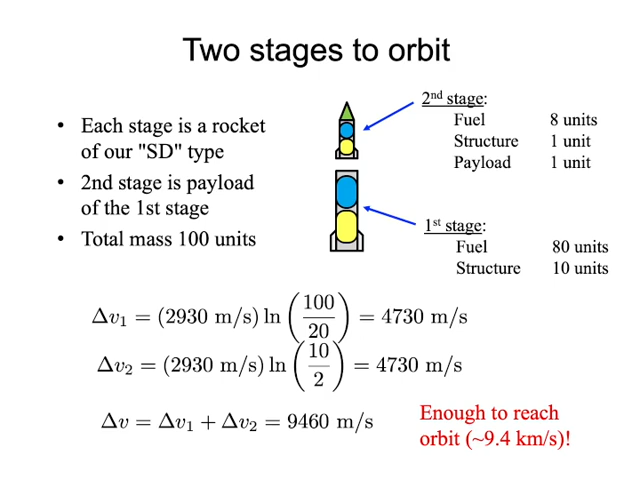 Two stages to orbit
• Each stage is a rocket
of our "SD" type
• 2nd stage is payload
of the 1st stage
• Total mass 100 units
2nd stage:
Fuel 8 units
Structure 1 unit
Payload 1 unit
1st stage:
Fuel 80 units
Structure 10 units
Δv₁ = (2930 m/s) ln (100/20) = 4730 m/s
Δv₂ = (2930 m/s) ln (10/2) = 4730 m/s
Δv = Δv₁ + Δv₂ = 9460 m/s
Enough to reach
orbit (~9.4 km/s)!